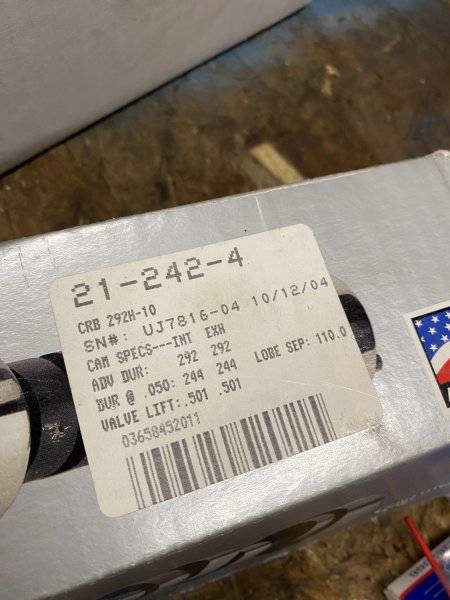 21-242-4
CRB 292H-10
SN#: UJ7816-04 10/12/04
CAM SPECS---INT EXH
ADV DUR: 292 292
DUR @ .050: 244 244 LOBE SEP: 110.0
VALVE LIFT:.501 .501
03658452011